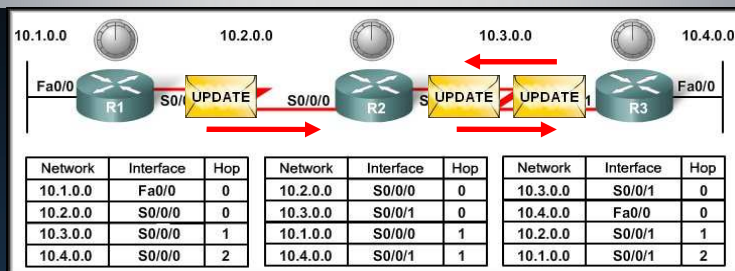 10.1.0.0 10.2.0.0 10.3.0.0 10.4.0.0
Fa0/0 R1 UPDATE S0/0/0 R2 UPDATE UPDATE R3 Fa0/0
Network Interface Hop
10.1.0.0 Fa0/0 0
10.2.0.0 S0/0/0 0
10.3.0.0 S0/0/0 1
10.4.0.0 S0/0/0 2
Network Interface Hop
10.2.0.0 S0/0/0 0
10.3.0.0 S0/0/1 0
10.1.0.0 S0/0/0 1
10.4.0.0 S0/0/1 1
Network Interface Hop
10.3.0.0 S0/0/1 0
10.4.0.0 Fa0/0 0
10.2.0.0 S0/0/1 1
10.1.0.0 S0/0/1 2